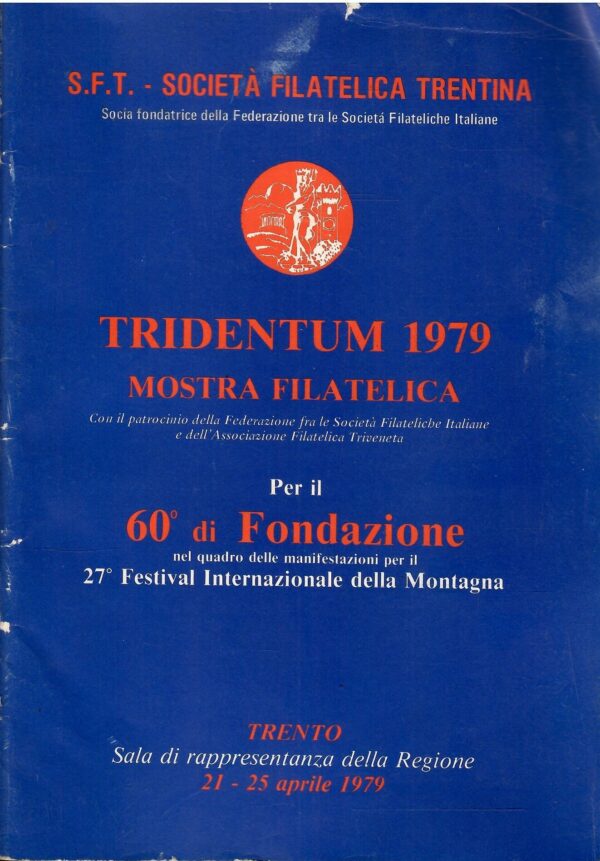 S.F.T. - SOCIETÀ FILATELICA TRENTINA
Socia fondatrice della Federazione tra le Societá Filateliche Italiane
TRIDENTUM 1979
MOSTRA FILATELICA
Con il patrocinio della Federazione fra le Società Filateliche Italiane
e dell'Associazione Filatelica Triveneta
Per il
60° di Fondazione
nel quadro delle manifestazioni per il
27° Festival Internazionale della Montagna
TRENTO
Sala di rappresentanza della Regione
21 - 25 aprile 1979